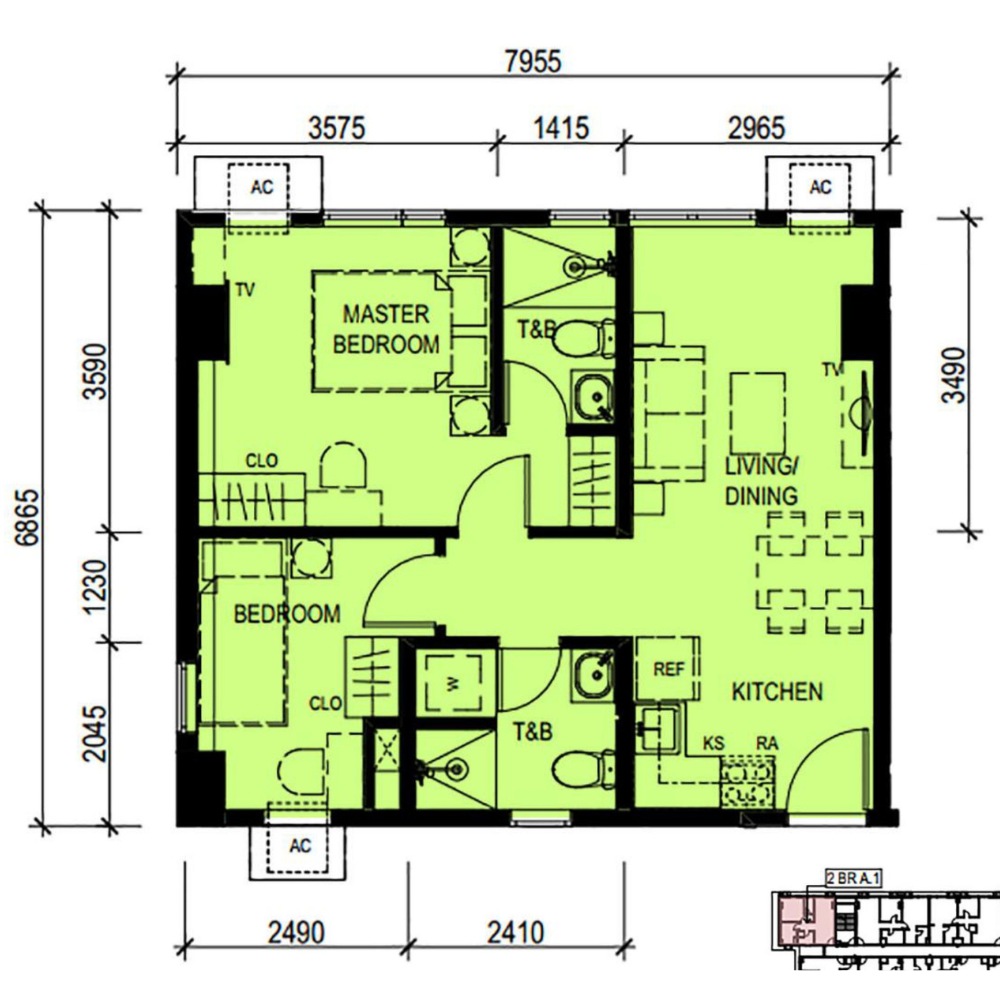 7955
3575
1415
2965
AC
AC
TV
MASTER
BEDROOM
T&B
TV
3590
3490
CLO
LIVING/
DINING
6865
1230
BEDROOM
REF
KITCHEN
W
CLO
2045
T&B
KS
RA
AC
2 BR A.1
2490
2410